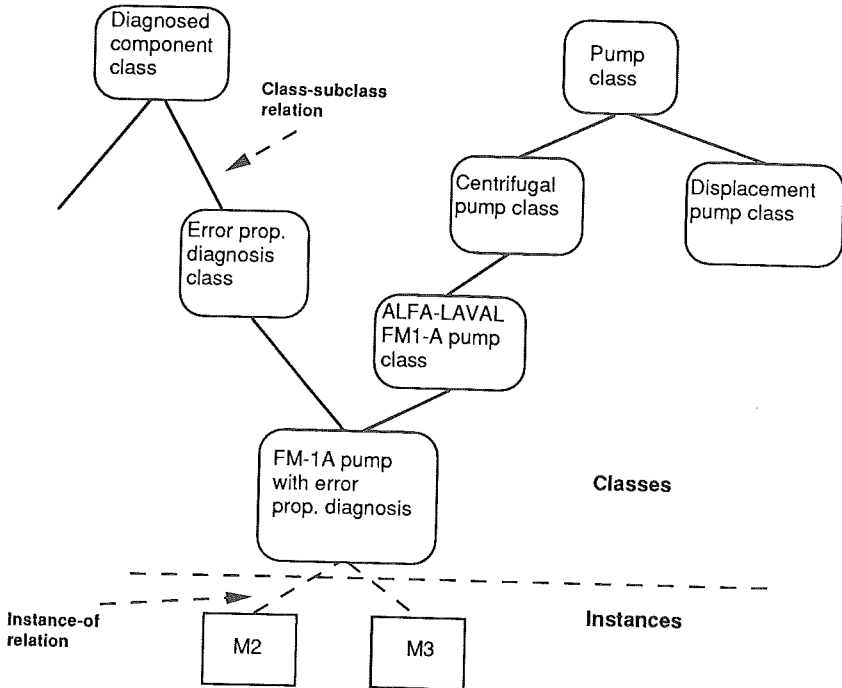 Diagnosed
component
class
Pump
class
Class-subclass
relation
Centrifugal
pump class
Displacement
pump class
Error prop.
diagnosis
class
ALFA-LAVAL
FM1-A pump
class
FM-1A pump
with error
prop. diagnosis
Classes
Instance-of
relation
Instances
M2
M3